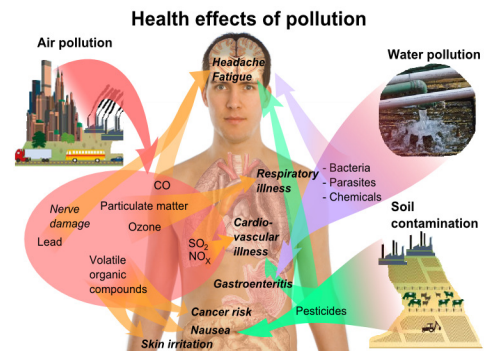 Health effects of pollution
Air pollution
Headache
Fatigue
Water pollution
CO
Particulate matter
Ozone
Nerve
damage
Lead
Volatile
organic
compounds
SO₂
NOₓ
Respiratory
illness
Cardio-
vascular
illness
Gastroenteritis
Cancer risk
Nausea
Skin irritation
- Bacteria
- Parasites
- Chemicals
Soil
contamination
Pesticides